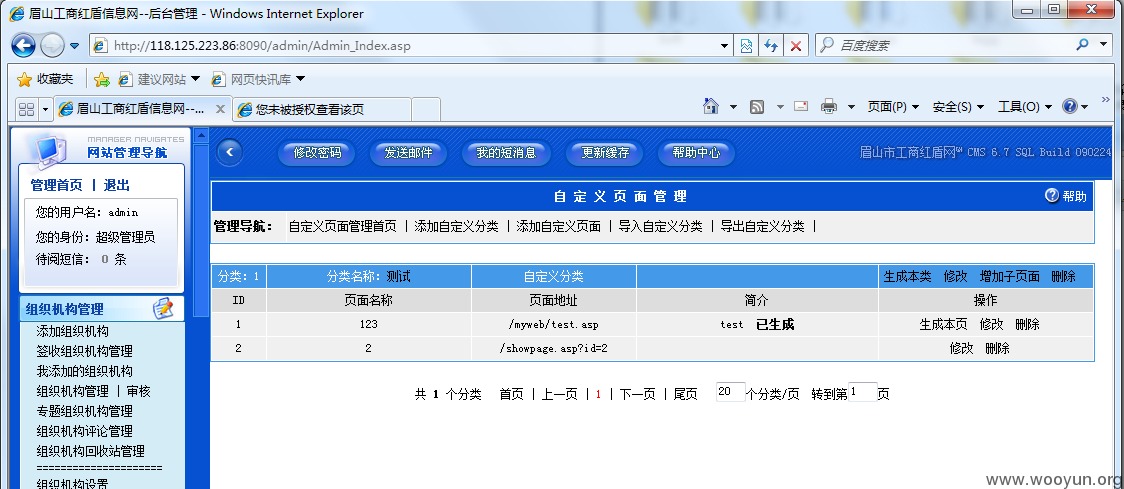 眉山工商红盾信息网--后台管理 - Windows Internet Explorer
http://118.125.223.86:8090/admin/Admin_Index.asp
百度搜索
收藏夹 建议网站 网页快讯库
眉山工商红盾信息网--... 您未被授权查看该页 页面(P) 安全(S) 工具(O)
MANAGER NAVIGATES
网站管理导航
修改密码 发送邮件 我的短消息 更新缓存 帮助中心 眉山市工商红盾网™ CMS 6.7 SQL Build 090224
管理首页 | 退出
您的用户名：admin
您的身份：超级管理员
待阅短信： 0 条
自 定 义 页 面 管 理 帮助
管理导航： 自定义页面管理首页 | 添加自定义分类 | 添加自定义页面 | 导入自定义分类 | 导出自定义分类 |
分类：1 分类名称：测试 自定义分类 生成本类 修改 增加子页面 删除
ID 页面名称 页面地址 简介 操作
1 123 /myweb/test.asp test 已生成 生成本页 修改 删除
2 2 /showpage.asp?id=2 修改 删除
共 1 个分类 首页 | 上一页 | 1 | 下一页 | 尾页 20 个分类/页 转到第 1 页
组织机构管理
添加组织机构
签收组织机构管理
我添加的组织机构
组织机构管理 | 审核
专题组织机构管理
组织机构评论管理
组织机构回收站管理
=====================
组织机构设置
www.wooyun.org